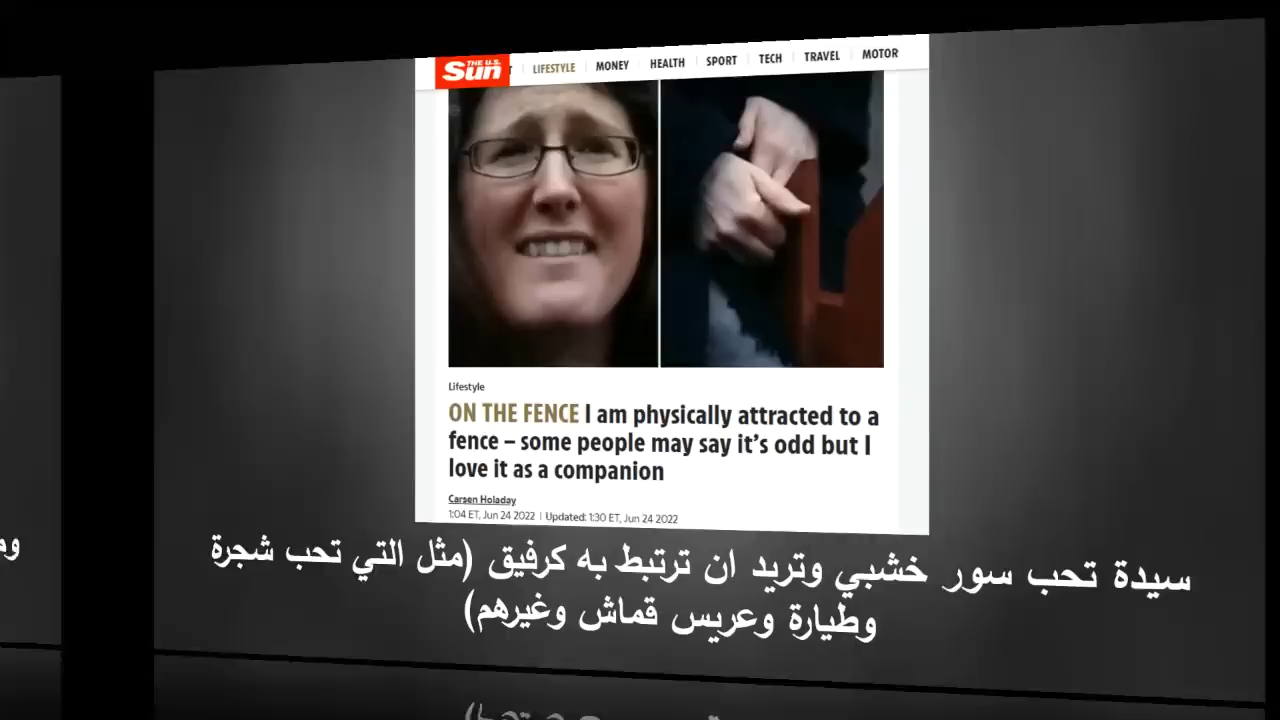 THE U.S.
Sun
LIFESTYLE MONEY HEALTH SPORT TECH TRAVEL MOTOR
Lifestyle
ON THE FENCE I am physically attracted to a
fence – some people may say it's odd but I
love it as a companion
Carsen Holaday
1:04 ET, Jun 24 2022 | Updated: 1:30 ET, Jun 24 2022
سيدة تحب سور خشبي وتريد ان ترتبط به كرفيق (مثل التي تحب شجرة
وطيارة وعريس قماش وغيرهم)